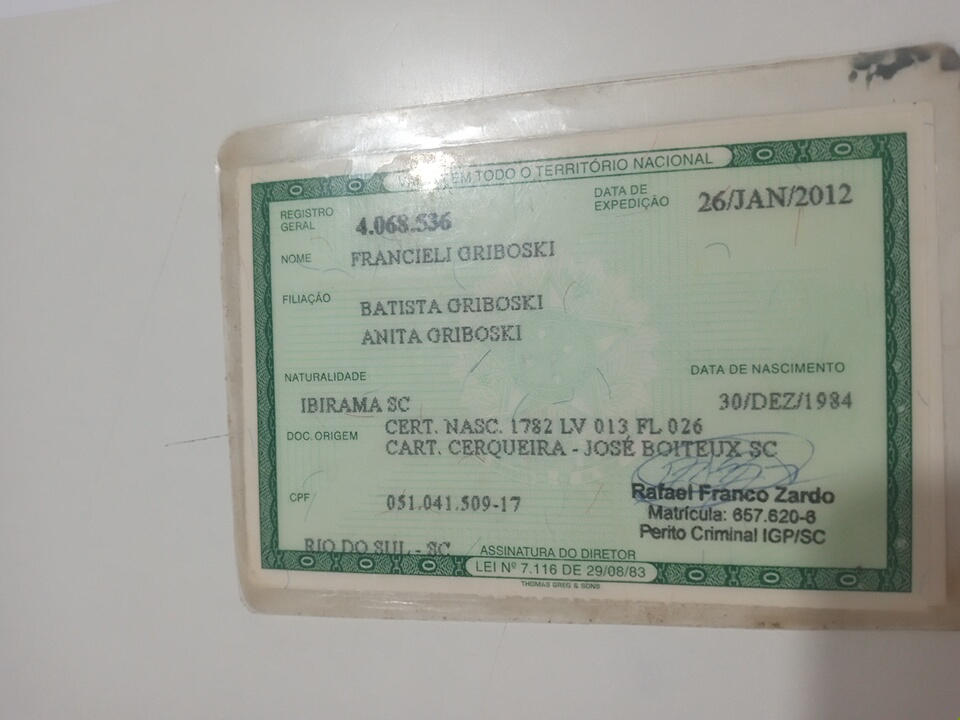 EM TODO O TERRITÓRIO NACIONAL
REGISTRO GERAL 4.068.536 DATA DE EXPEDIÇÃO 26/JAN/2012
NOME FRANCIELI GRIBOSKI
FILIAÇÃO BATISTA GRIBOSKI
ANITA GRIBOSKI
NATURALIDADE DATA DE NASCIMENTO
IBIRAMA SC 30/DEZ/1984
DOC. ORIGEM CERT. NASC. 1782 LV 013 FL 026
CART. CERQUEIRA - JOSÉ BOITEUX SC
CPF 051.041.509-17
Rafael Franco Zardo
Matrícula: 657.620-8
Perito Criminal IGP/SC
RIO DO SUL - SC
ASSINATURA DO DIRETOR
LEI Nº 7.116 DE 29/08/83
THOMAS GREG & SONS